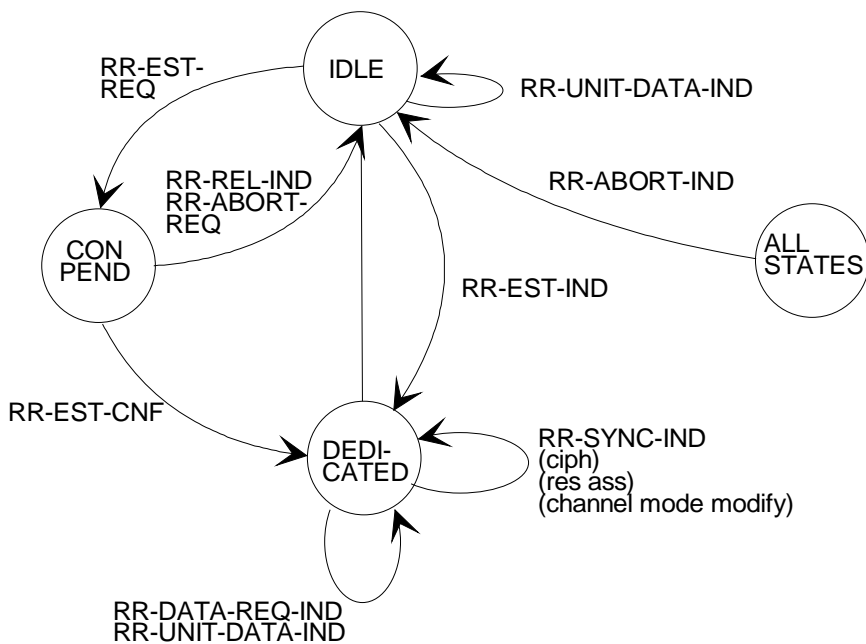 IDLE
RR-EST-
REQ
RR-UNIT-DATA-IND
RR-REL-IND
RR-ABORT-
REQ
RR-ABORT-IND
CON
PEND
ALL
STATES
RR-EST-IND
RR-EST-CNF
DEDI-
CATED
RR-SYNC-IND
(ciph)
(res ass)
(channel mode modify)
RR-DATA-REQ-IND
RR-UNIT-DATA-IND